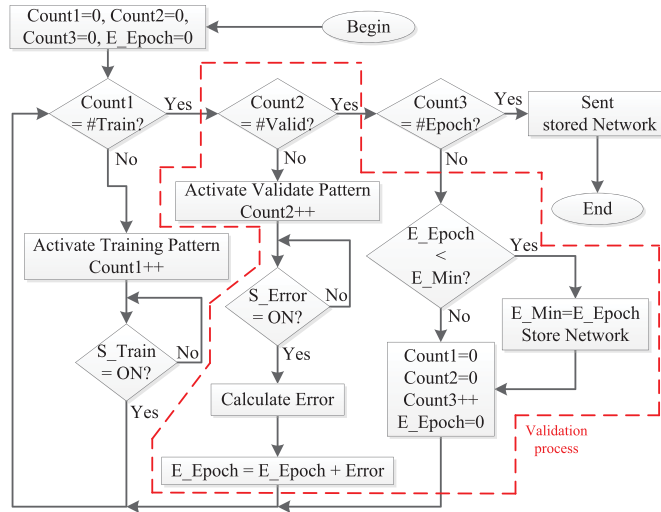 Count1=0, Count2=0,
Count3=0, E_Epoch=0
Begin
Count1
= #Train?
Yes
No
Count2
= #Valid?
Yes
No
Count3
= #Epoch?
Yes
No
Sent
stored Network
End
Activate Validate Pattern
Count2++
Activate Training Pattern
Count1++
E_Epoch
<
E_Min?
Yes
No
S_Error
= ON?
No
Yes
E_Min=E_Epoch
Store Network
S_Train
= ON?
No
Yes
Count1=0
Count2=0
Count3++
E_Epoch=0
Calculate Error
E_Epoch = E_Epoch + Error
Validation
process